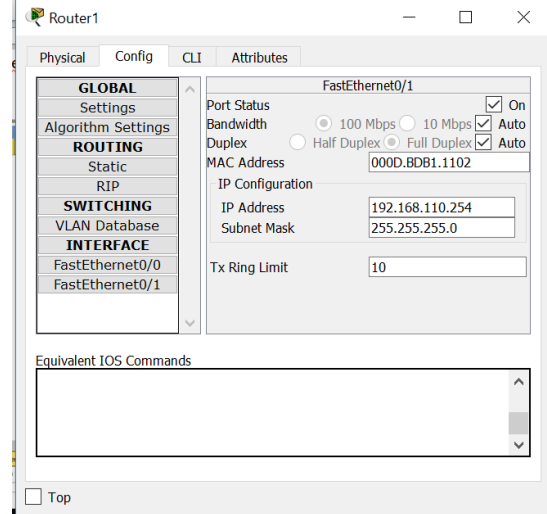 Router1
Physical Config CLI Attributes
GLOBAL
Settings
Algorithm Settings
ROUTING
Static
RIP
SWITCHING
VLAN Database
INTERFACE
FastEthernet0/0
FastEthernet0/1
FastEthernet0/1
Port Status On
Bandwidth 100 Mbps 10 Mbps Auto
Duplex Half Duplex Full Duplex Auto
MAC Address 000D.BDB1.1102
IP Configuration
IP Address 192.168.110.254
Subnet Mask 255.255.255.0
Tx Ring Limit 10
Equivalent IOS Commands
Top